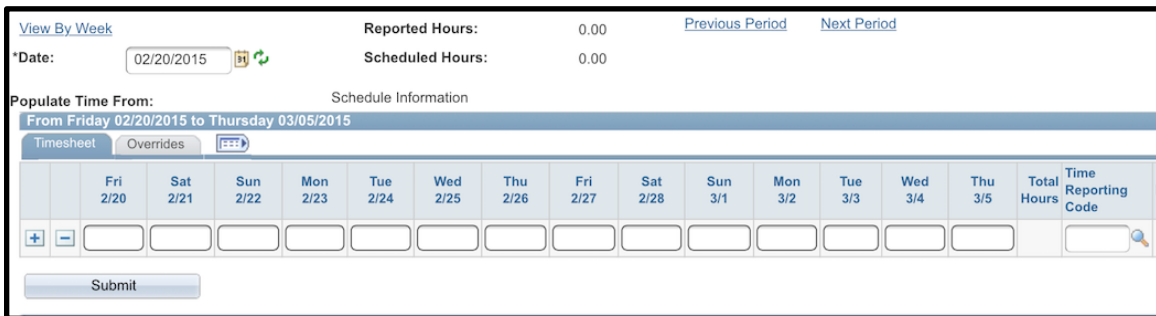 View By Week Reported Hours: 0.00 Previous Period Next Period
*Date: 02/20/2015 31 Scheduled Hours: 0.00
Populate Time From: Schedule Information
From Friday 02/20/2015 to Thursday 03/05/2015
Timesheet Overrides
Fri Sat Sun Mon Tue Wed Thu Fri Sat Sun Mon Tue Wed Thu Total Time
2/20 2/21 2/22 2/23 2/24 2/25 2/26 2/27 2/28 3/1 3/2 3/3 3/4 3/5 Hours Reporting
Code
Submit